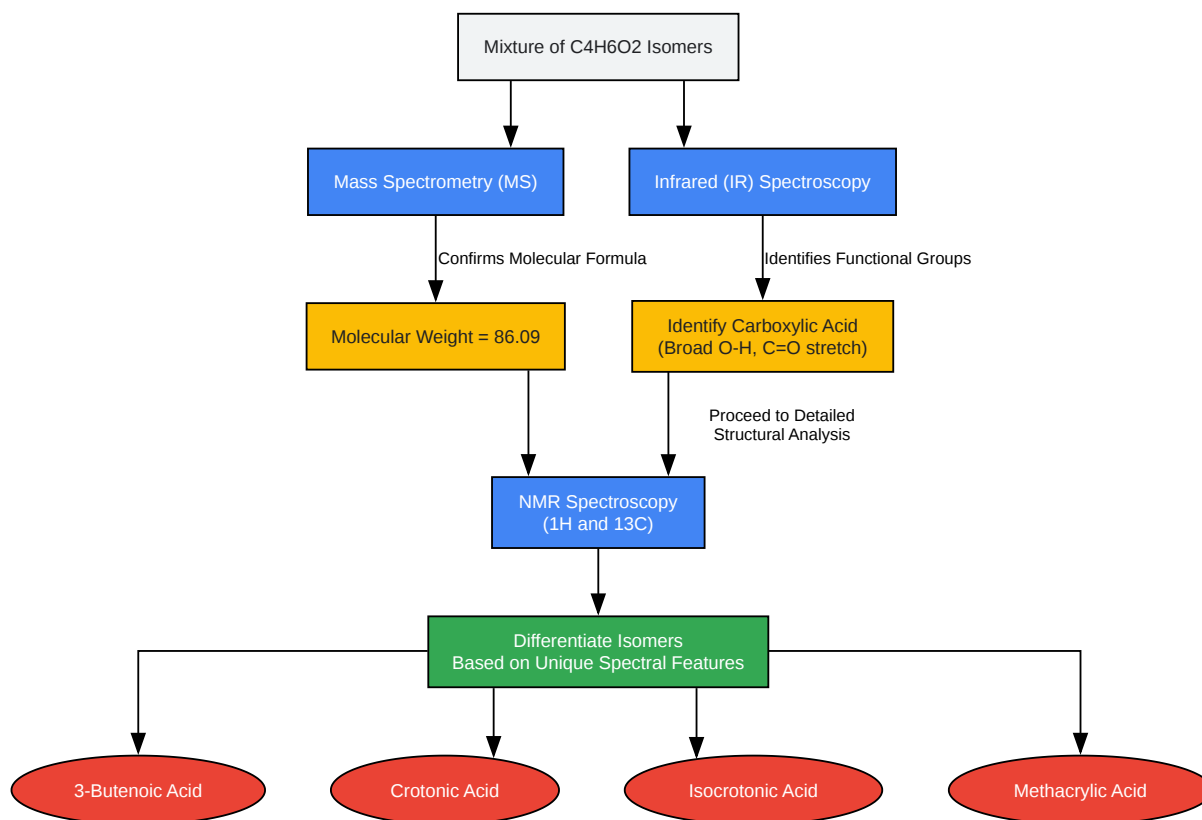 Mixture of C4H6O2 Isomers
Mass Spectrometry (MS)
Infrared (IR) Spectroscopy
Confirms Molecular Formula
Identifies Functional Groups
Molecular Weight = 86.09
Identify Carboxylic Acid
(Broad O-H, C=O stretch)
Proceed to Detailed
Structural Analysis
NMR Spectroscopy
(1H and 13C)
Differentiate Isomers
Based on Unique Spectral Features
3-Butenoic Acid
Crotonic Acid
Isocrotonic Acid
Methacrylic Acid